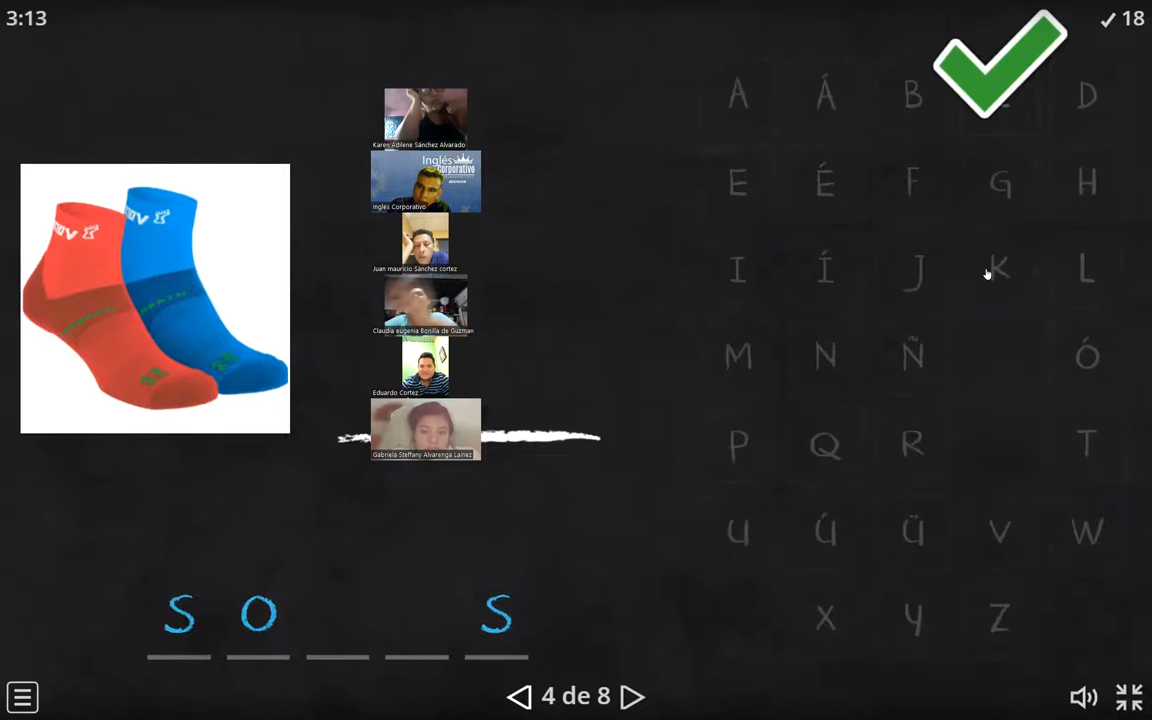 3:13
18
A Á B D
E É F G H
I Í J K L
M N Ñ Ó
P Q R T
U Ú Ü V W
X Y Z
Karen Adilene Sánchez Alvarado
Inglés
Corporativo
Ingles Corporativo
Juan mauricio Sánchez cortez
Claudia eugenia Bonilla de Guzman
Eduardo Cortez
Gabriela Steffany Alvarenga Lainez
S O S
4 de 8